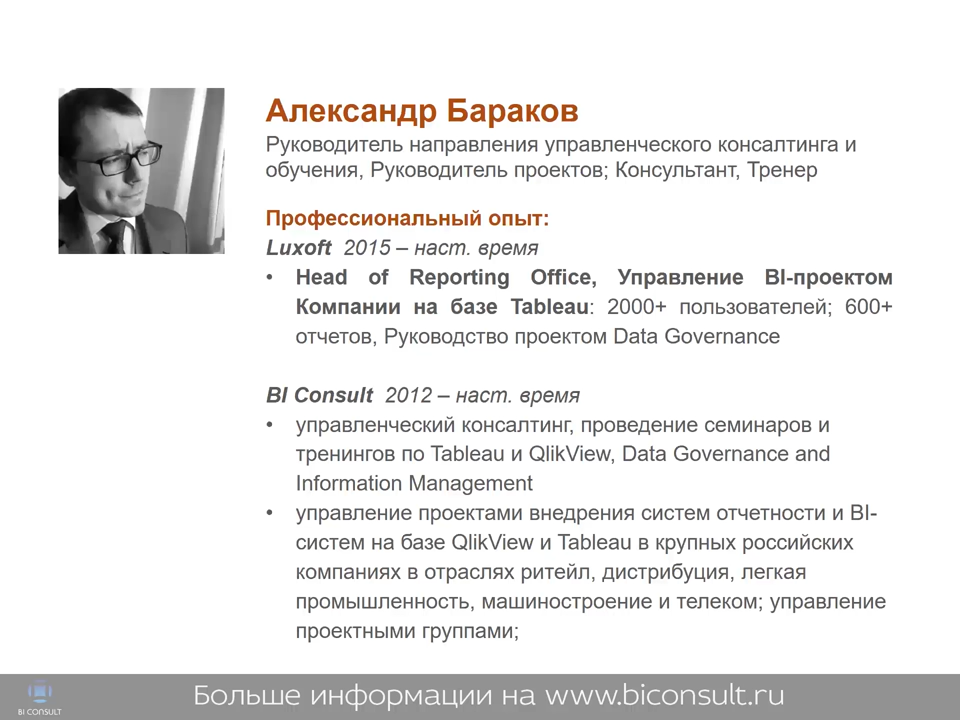 Александр Бараков
Руководитель направления управленческого консалтинга и
обучения, Руководитель проектов; Консультант, Тренер
Профессиональный опыт:
Luxoft 2015 – наст. время
• Head of Reporting Office, Управление BI-проектом
Компании на базе Tableau: 2000+ пользователей; 600+
отчетов, Руководство проектом Data Governance
BI Consult 2012 – наст. время
• управленческий консалтинг, проведение семинаров и
тренингов по Tableau и QlikView, Data Governance and
Information Management
• управление проектами внедрения систем отчетности и BI-
систем на базе QlikView и Tableau в крупных российских
компаниях в отраслях ритейл, дистрибуция, легкая
промышленность, машиностроение и телеком; управление
проектными группами;
BI CONSULT
Больше информации на www.biconsult.ru